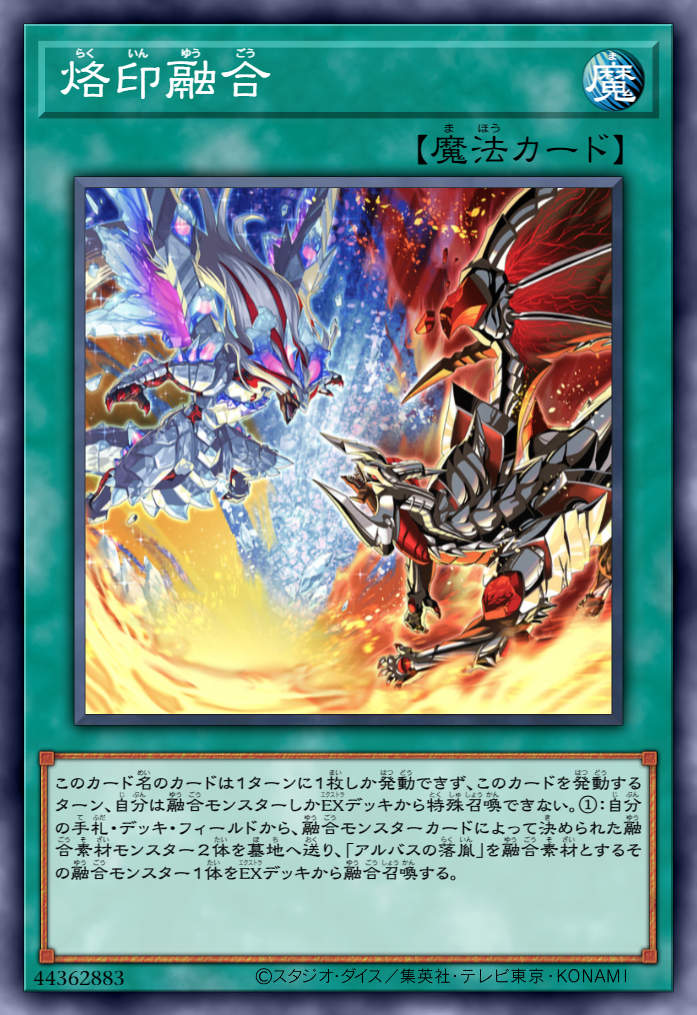 烙印融合
魔
【魔法カード】
このカード名のカードは1ターンに1枚しか発動できず、このカードを発動する
ターン、自分は融合モンスターしかEXデッキから特殊召喚できない。①:自分
の手札・デッキ・フィールドから、融合モンスターカードによって決められた融
合素材モンスター2体を墓地へ送り、「アルバスの落胤」を融合素材とするそ
の融合モンスター1体をEXデッキから融合召喚する。
44362883
©スタジオ・ダイス/集英社・テレビ東京・KONAMI